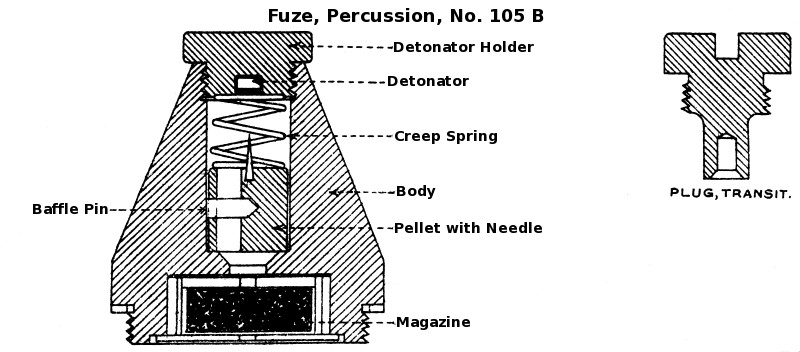 Fuze, Percussion, No. 105 B
Detonator Holder
Detonator
Creep Spring
Body
Baffle Pin
Pellet with Needle
Magazine
PLUG, TRANSIT.